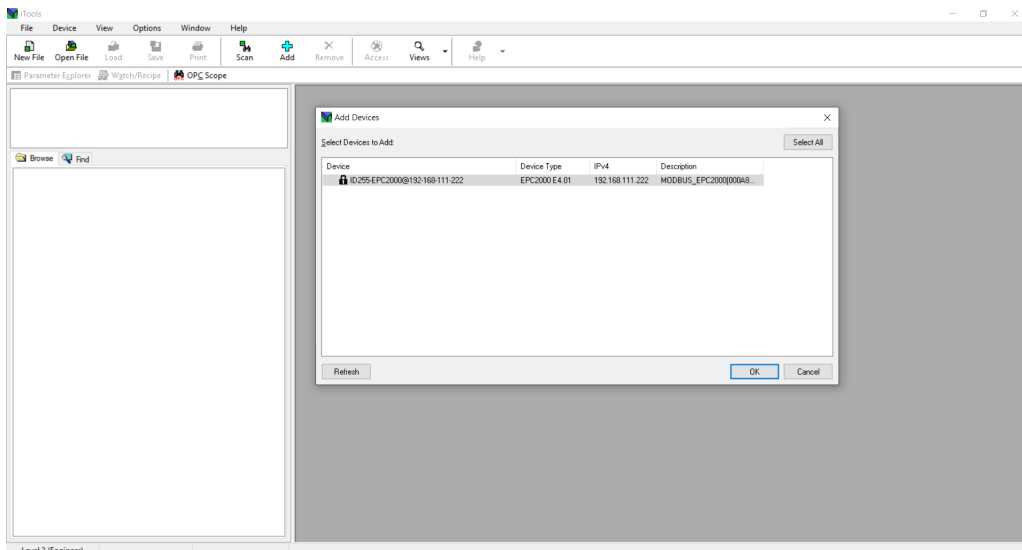 iTools
File Device View Options Window Help
New File Open File Load Save Print Scan Add Remove Access Views Help
Parameter Explorer Watch/Recipe OPC Scope
Add Devices
Select Devices to Add:
Select All
Browse Find
Device Device Type IPv4 Description
ID255-EPC2000@192-168-111-222 EPC2000 E4.01 192.168.111.222 MODBUS_EPC2000[000A8...
Refresh OK Cancel
(Engineer)